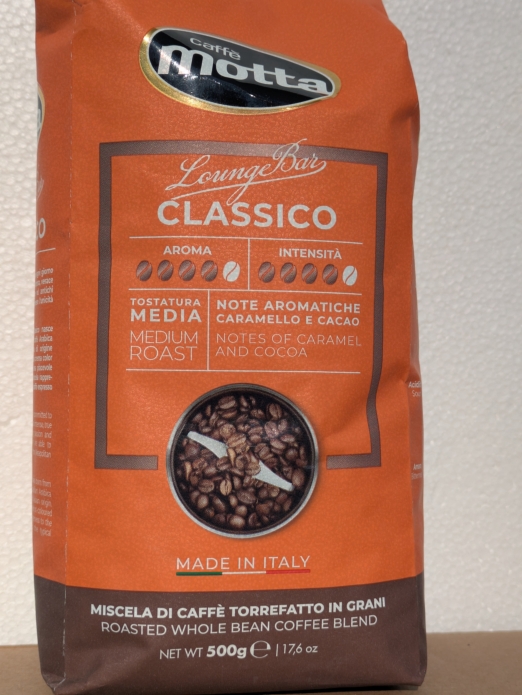 caffè
motta
Lounge Bar
CLASSICO
AROMA
INTENSITÀ
TOSTATURA
MEDIA
MEDIUM
ROAST
NOTE AROMATICHE
CARAMELLO E CACAO
NOTES OF CARAMEL
AND COCOA
MADE IN ITALY
MISCELA DI CAFFÈ TORREFATTO IN GRANI
ROASTED WHOLE BEAN COFFEE BLEND
NET WT 500g ℮ | 17,6 oz